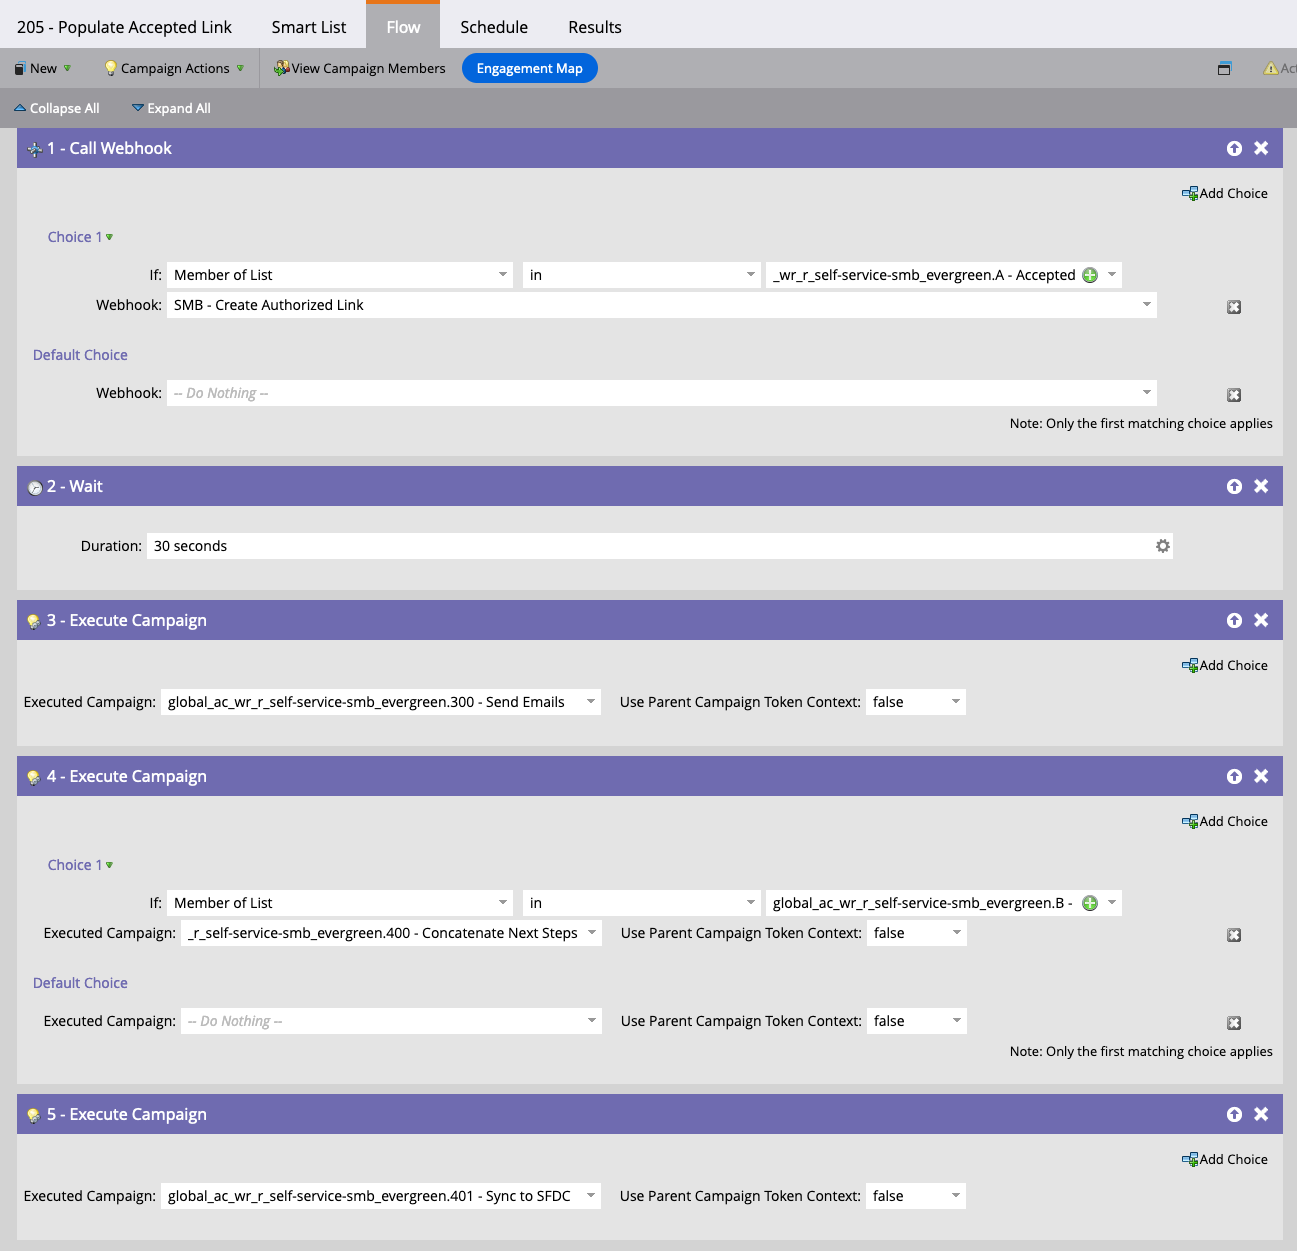 205 - Populate Accepted Link Smart List Flow Schedule Results
New Campaign Actions View Campaign Members Engagement Map
Collapse All Expand All
1 - Call Webhook
Add Choice
Choice 1
If: Member of List in _wr_r_self-service-smb_evergreen.A - Accepted
Webhook: SMB - Create Authorized Link
Default Choice
Webhook: -- Do Nothing --
Note: Only the first matching choice applies
2 - Wait
Duration: 30 seconds
3 - Execute Campaign
Add Choice
Executed Campaign: global_ac_wr_r_self-service-smb_evergreen.300 - Send Emails Use Parent Campaign Token Context: false
4 - Execute Campaign
Add Choice
Choice 1
If: Member of List in global_ac_wr_r_self-service-smb_evergreen.B -
Executed Campaign: _r_self-service-smb_evergreen.400 - Concatenate Next Steps Use Parent Campaign Token Context: false
Default Choice
Executed Campaign: -- Do Nothing -- Use Parent Campaign Token Context: false
Note: Only the first matching choice applies
5 - Execute Campaign
Add Choice
Executed Campaign: global_ac_wr_r_self-service-smb_evergreen.401 - Sync to SFDC Use Parent Campaign Token Context: false